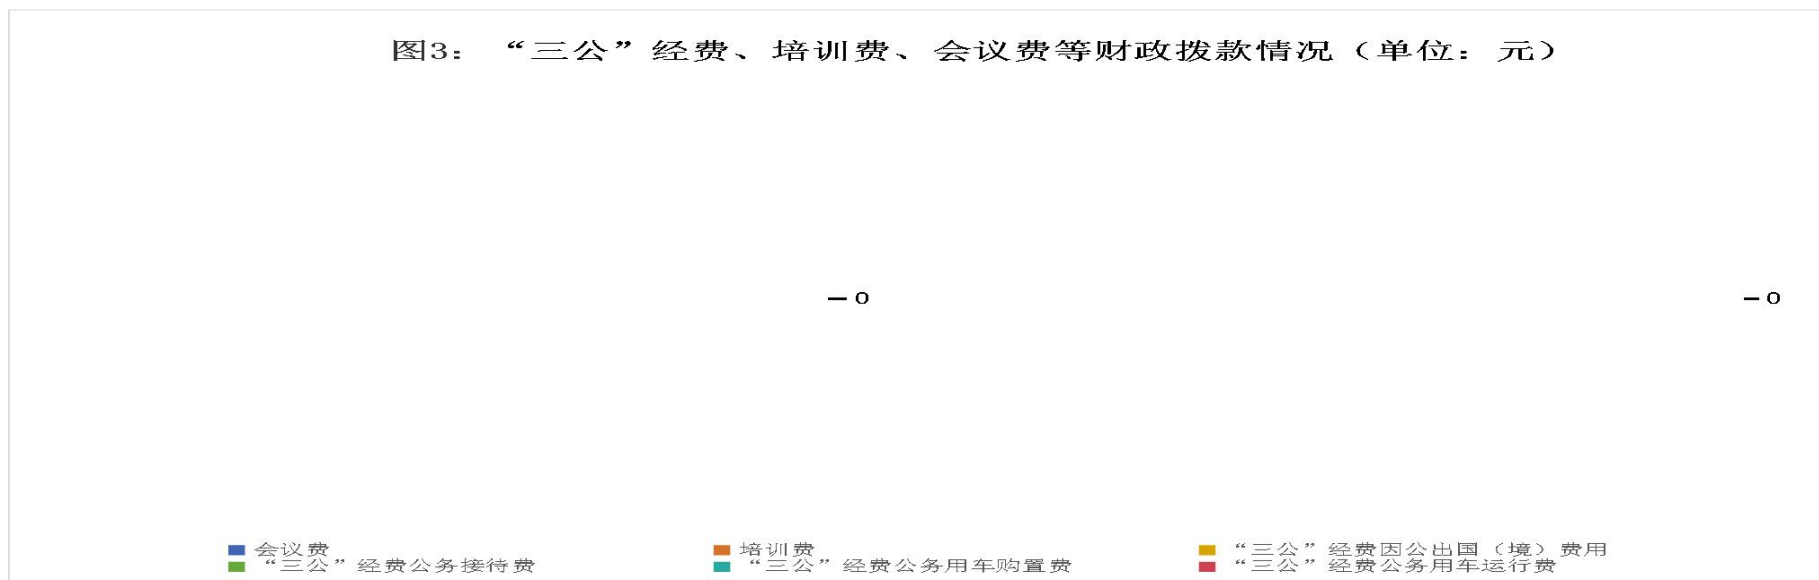 图3： “三公”经费、培训费、会议费等财政拨款情况（单位：元）
0 0
会议费 培训费 “三公”经费因公出国（境）费用
“三公”经费公务接待费 “三公”经费公务用车购置费 “三公”经费公务用车运行费